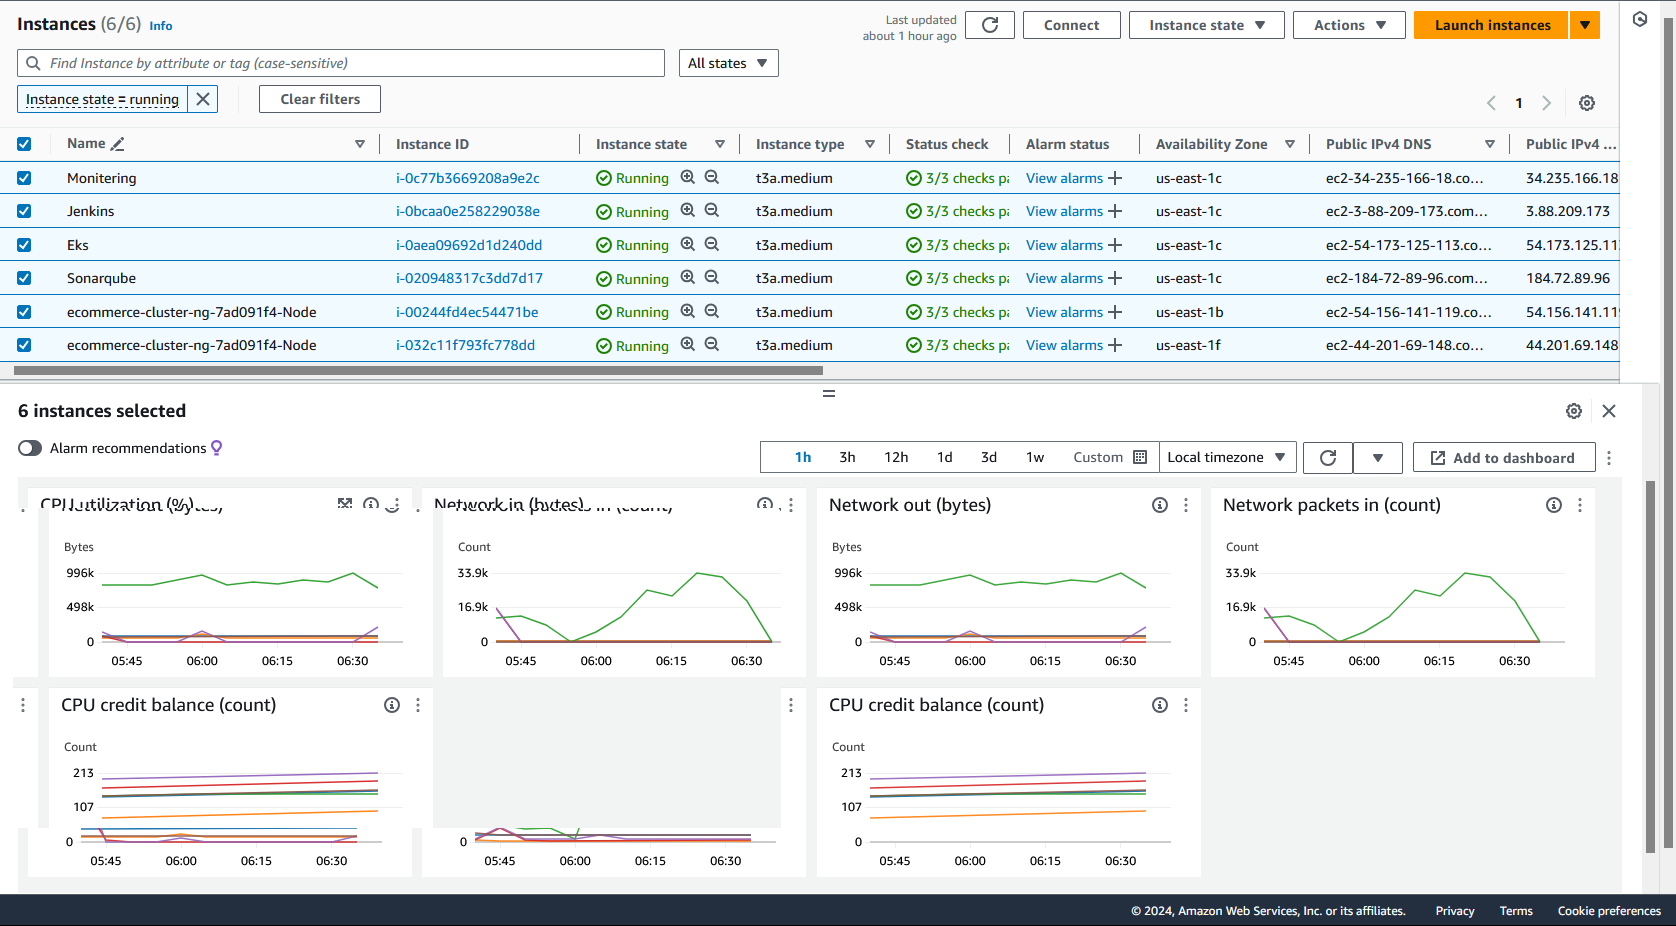 Instances (6/6) Info
Last updated
about 1 hour ago
Connect
Instance state
Actions
Launch instances
Find Instance by attribute or tag (case-sensitive)
All states
Instance state = running
Clear filters
1
Name Instance ID Instance state Instance type Status check Alarm status Availability Zone Public IPv4 DNS Public IPv4 ...
Monitering i-0c77b3669208a9e2c Running t3a.medium 3/3 checks pa View alarms us-east-1c ec2-34-235-166-18.co... 34.235.166.18
Jenkins i-0bcaa0e258229038e Running t3a.medium 3/3 checks pa View alarms us-east-1c ec2-3-88-209-173.com... 3.88.209.173
Eks i-0aea09692d1d240dd Running t3a.medium 3/3 checks pa View alarms us-east-1c ec2-54-173-125-113.co... 54.173.125.11
Sonarqube i-020948317c3dd7d17 Running t3a.medium 3/3 checks pa View alarms us-east-1c ec2-184-72-89-96.com... 184.72.89.96
ecommerce-cluster-ng-7ad091f4-Node i-00244fd4ec54471be Running t3a.medium 3/3 checks pa View alarms us-east-1b ec2-54-156-141-119.co... 54.156.141.11
ecommerce-cluster-ng-7ad091f4-Node i-032c11f793fc778dd Running t3a.medium 3/3 checks pa View alarms us-east-1f ec2-44-201-69-148.co... 44.201.69.148
6 instances selected
Alarm recommendations
1h 3h 12h 1d 3d 1w Custom Local timezone
Add to dashboard
CPU utilization (%) Network in (bytes) Network out (bytes) Network packets in (count)
Bytes Count Bytes Count
996k 33.9k 996k 33.9k
498k 16.9k 498k 16.9k
0 0 0 0
05:45 06:00 06:15 06:30 05:45 06:00 06:15 06:30 05:45 06:00 06:15 06:30 05:45 06:00 06:15 06:30
CPU credit balance (count) CPU credit balance (count)
Count Count
213 213
107 107
0 0 0
05:45 06:00 06:15 06:30 05:45 06:00 06:15 06:30 05:45 06:00 06:15 06:30
© 2024, Amazon Web Services, Inc. or its affiliates. Privacy Terms Cookie preferences